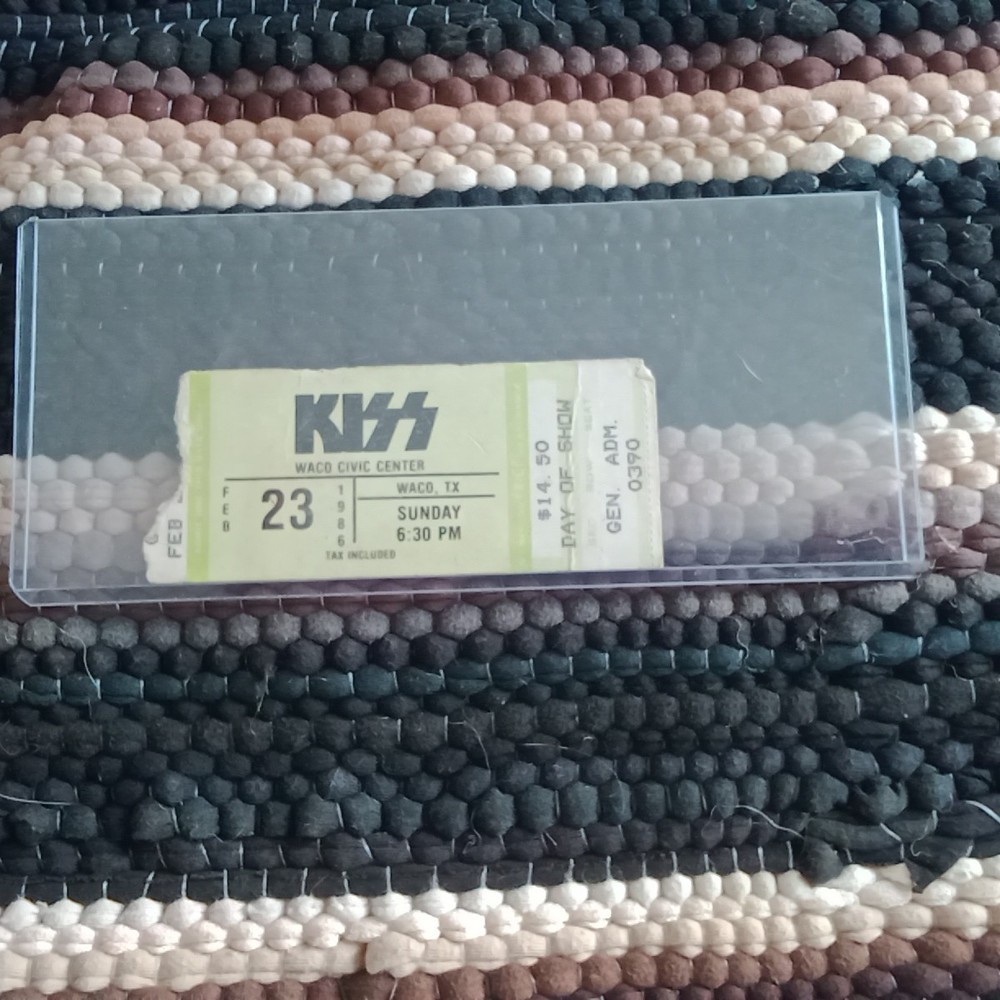 KISS
WACO CIVIC CENTER
FEB
23
1986
WACO, TX
SUNDAY
6:30 PM
TAX INCLUDED
FEB
$14.50
DAY OF SHOW
GEN. ADM.
0390